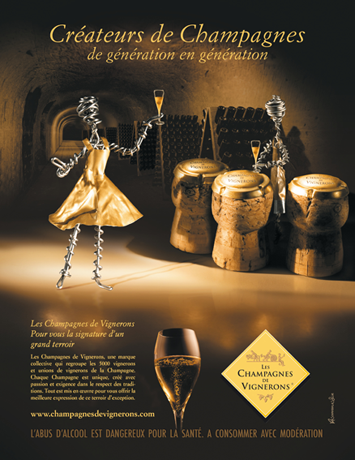 Créateurs de Champagnes
de génération en génération
Les Champagnes de Vignerons
Pour vous la signature d'un
grand terroir
Les Champagnes de Vignerons, une marque
collective qui regroupe les 5000 vignerons
et unions de vignerons de la Champagne.
Chaque Champagne est unique, créé avec
passion et exigence dans le respect des tradi-
tions. Tout est mis en œuvre pour vous offrir la
meilleure expression de ce terroir d'exception.
www.champagnesdevignerons.com
LES
CHAMPAGNES
DE
VIGNERONS
L'ABUS D'ALCOOL EST DANGEREUX POUR LA SANTÉ. A CONSOMMER AVEC MODÉRATION